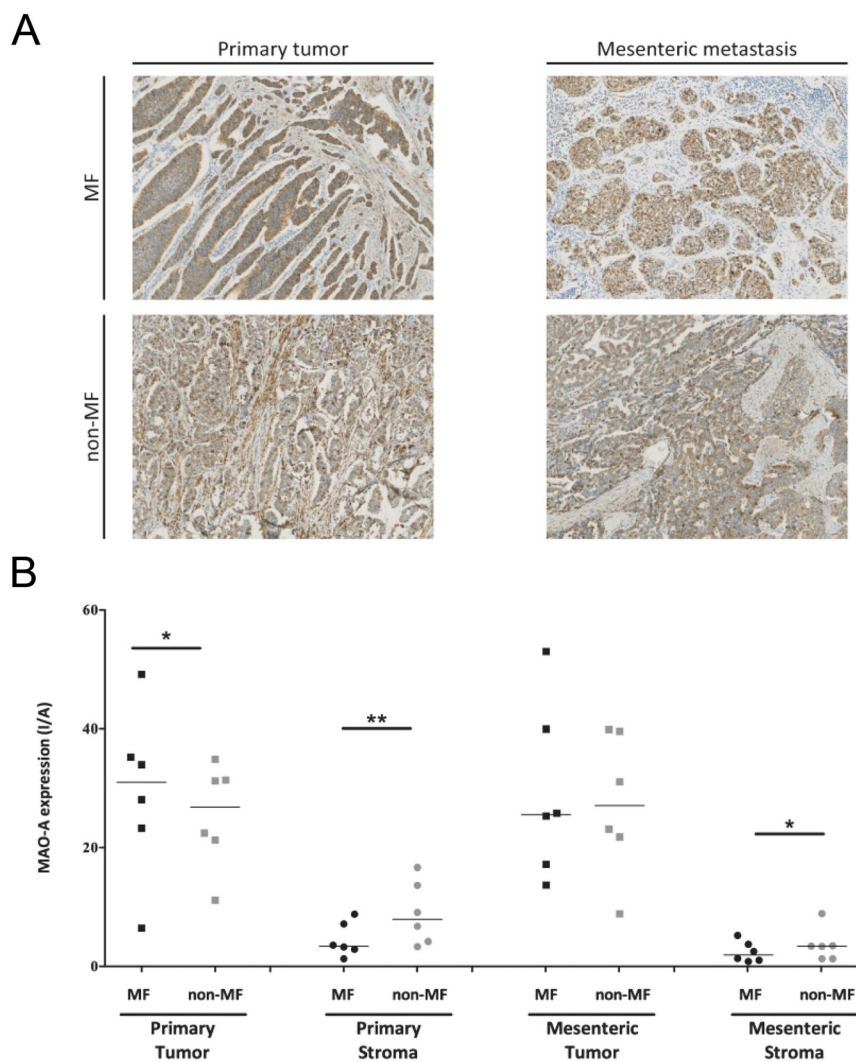 A
Primary tumor
Mesenteric metastasis
MF
non-MF
B
MAO-A expression (I/A)
60
40
20
0
*
**
*
MF
non-MF
MF
non-MF
MF
non-MF
MF
non-MF
Primary
Tumor
Primary
Stroma
Mesenteric
Tumor
Mesenteric
Stroma